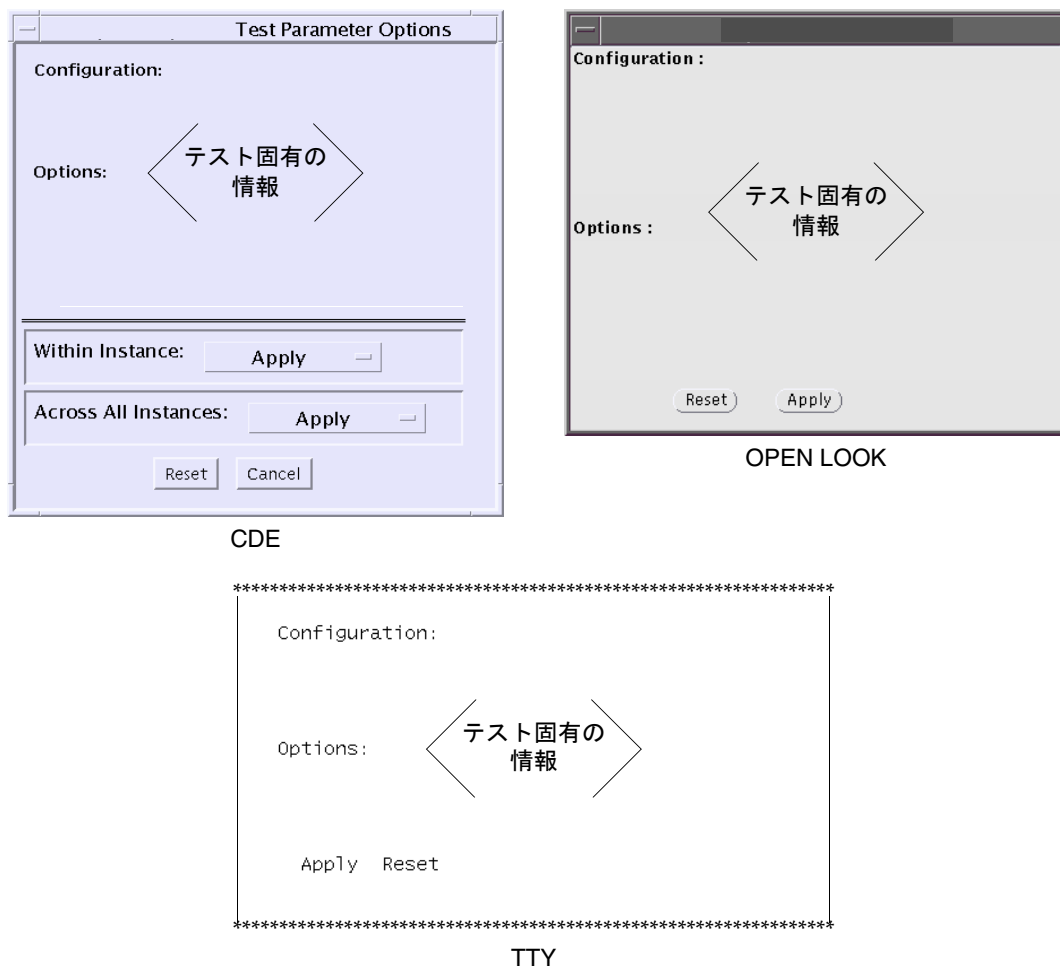 Test Parameter Options
Configuration:
Options:
テスト固有の
情報
Within Instance:
Apply
Across All Instances:
Apply
Reset Cancel
CDE
Configuration :
Options :
テスト固有の
情報
Reset Apply
OPEN LOOK
************************************************************************
Configuration:
Options:
テスト固有の
情報
Apply Reset
************************************************************************
TTY